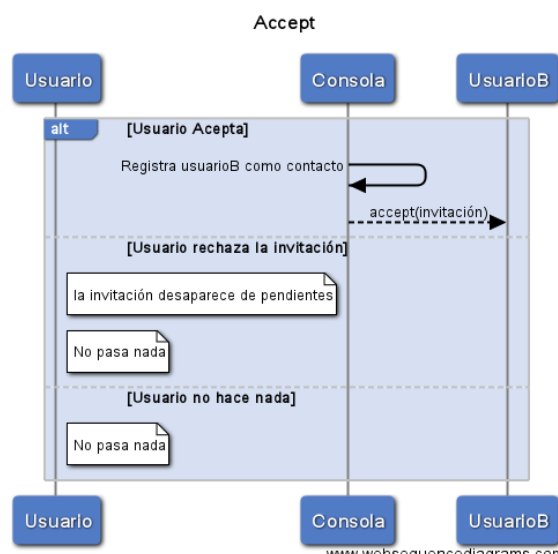 Accept
Usuario Consola UsuarioB
alt [Usuario Acepta]
Registra usuarioB como contacto
accept(invitación)
[Usuario rechaza la invitación]
la invitación desaparece de pendientes
No pasa nada
[Usuario no hace nada]
No pasa nada
Usuario Consola UsuarioB
www.websequencediagrams.com